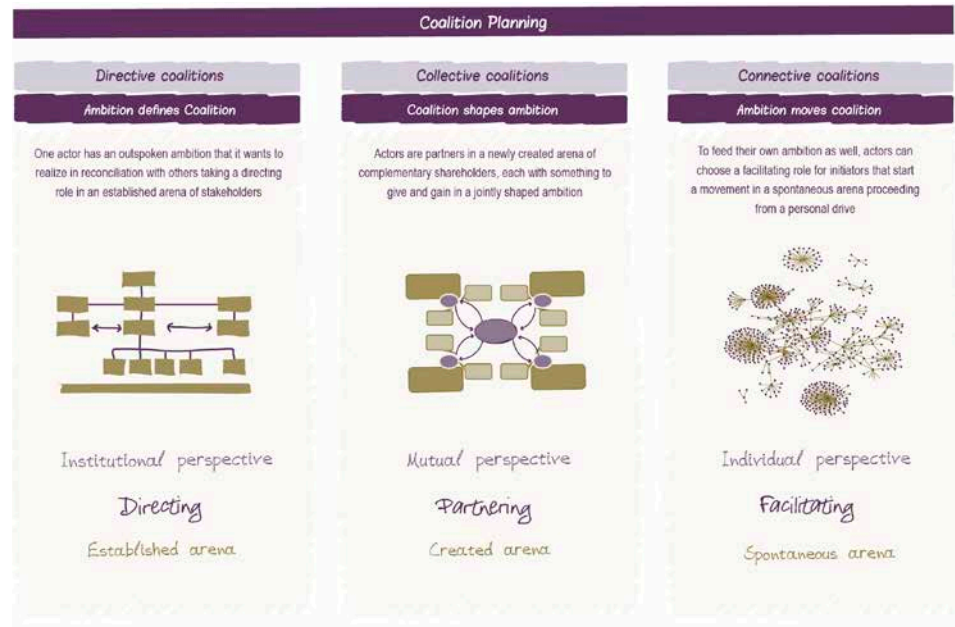 Coalition Planning
Directive coalitions
Ambition defines Coalition
One actor has an outspoken ambition that it wants to
realize in reconciliation with others taking a directing
role in an established arena of stakeholders
Institutional perspective
Directing
Established arena
Collective coalitions
Coalition shapes ambition
Actors are partners in a newly created arena of
complementary shareholders, each with something to
give and gain in a jointly shaped ambition
Mutual perspective
Partnering
Created arena
Connective coalitions
Ambition moves coalition
To feed their own ambition as well, actors can
choose a facilitating role for initiators that start
a movement in a spontaneous arena proceeding
from a personal drive
Individual perspective
Facilitating
Spontaneous arena